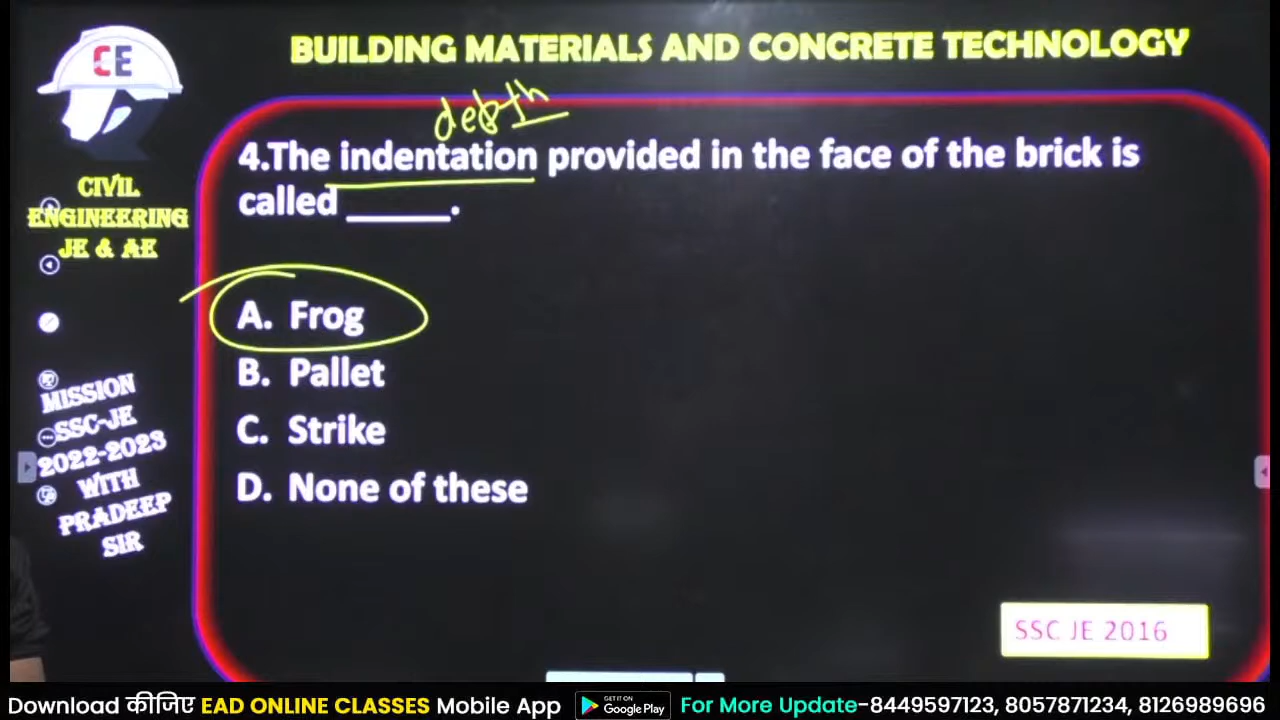 CE
BUILDING MATERIALS AND CONCRETE TECHNOLOGY
depth
4.The indentation provided in the face of the brick is
called ______.
A. Frog
B. Pallet
C. Strike
D. None of these
CIVIL
ENGINEERING
JE & AE
MISSION
SSC-JE
2022-2023
WITH
PRADEEP
SIR
SSC JE 2016
Download कीजिए EAD ONLINE CLASSES Mobile App GET IT ON Google Play For More Update-8449597123, 8057871234, 8126989696